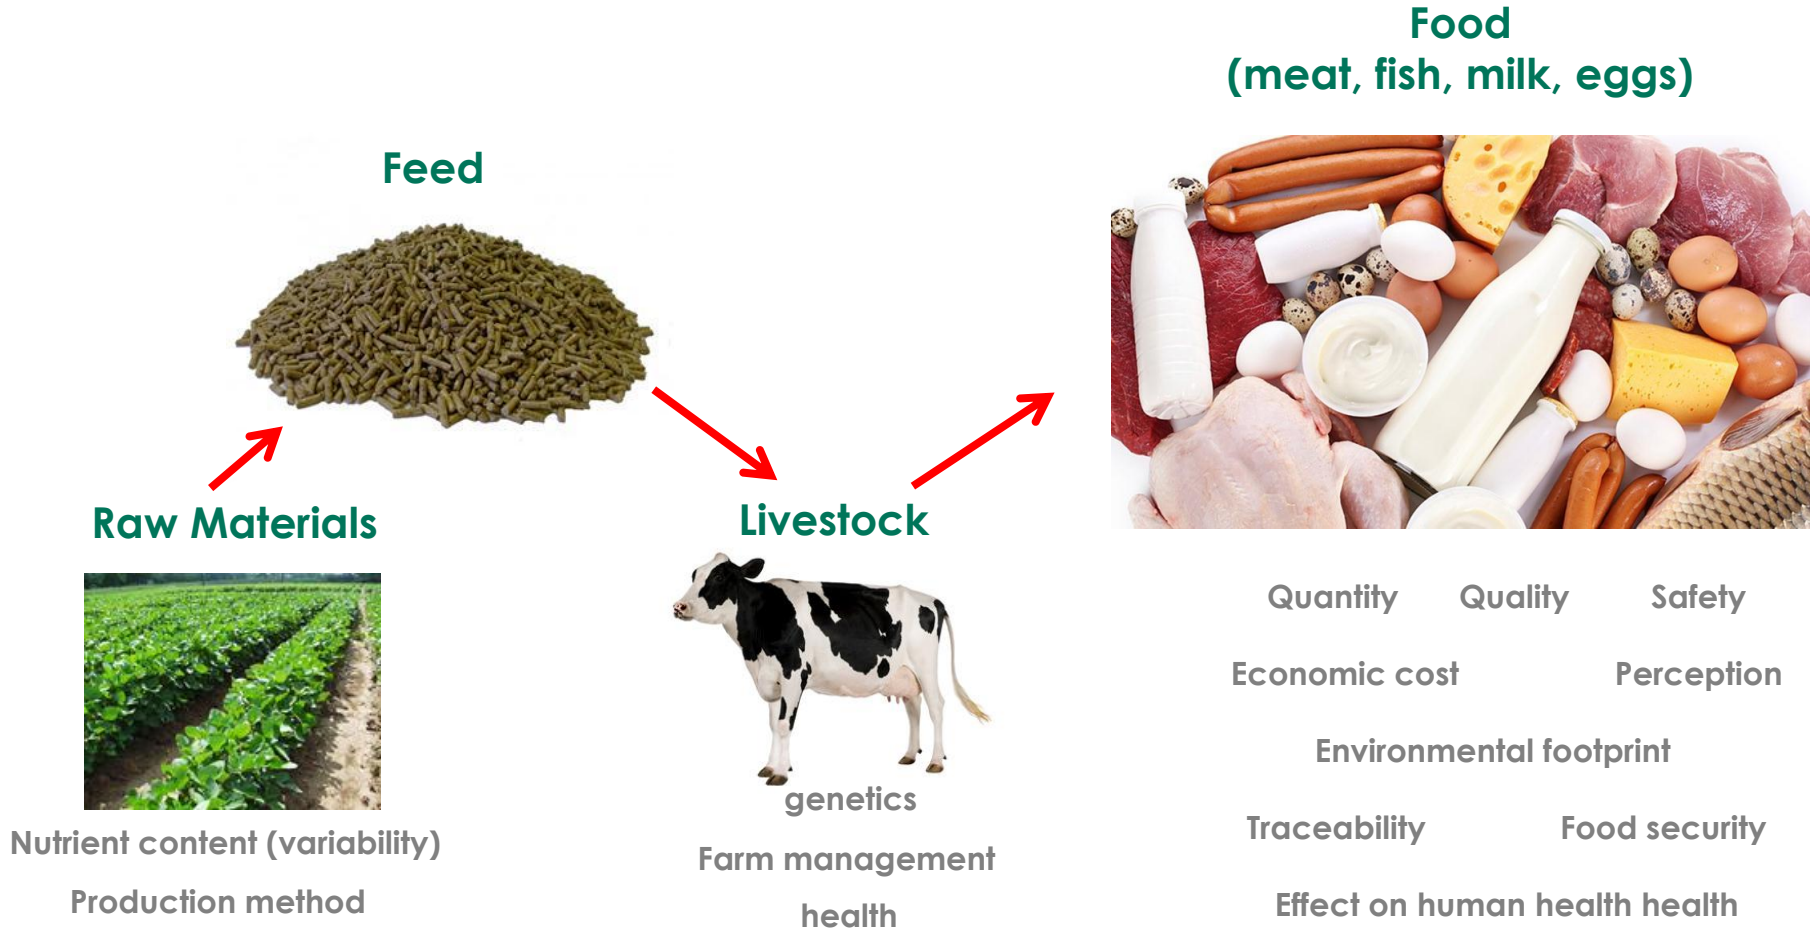 Food
(meat, fish, milk, eggs)
Feed
Raw Materials
Livestock
Nutrient content (variability)
Production method
genetics
Farm management
health
Quantity Quality Safety
Economic cost Perception
Environmental footprint
Traceability Food security
Effect on human health health